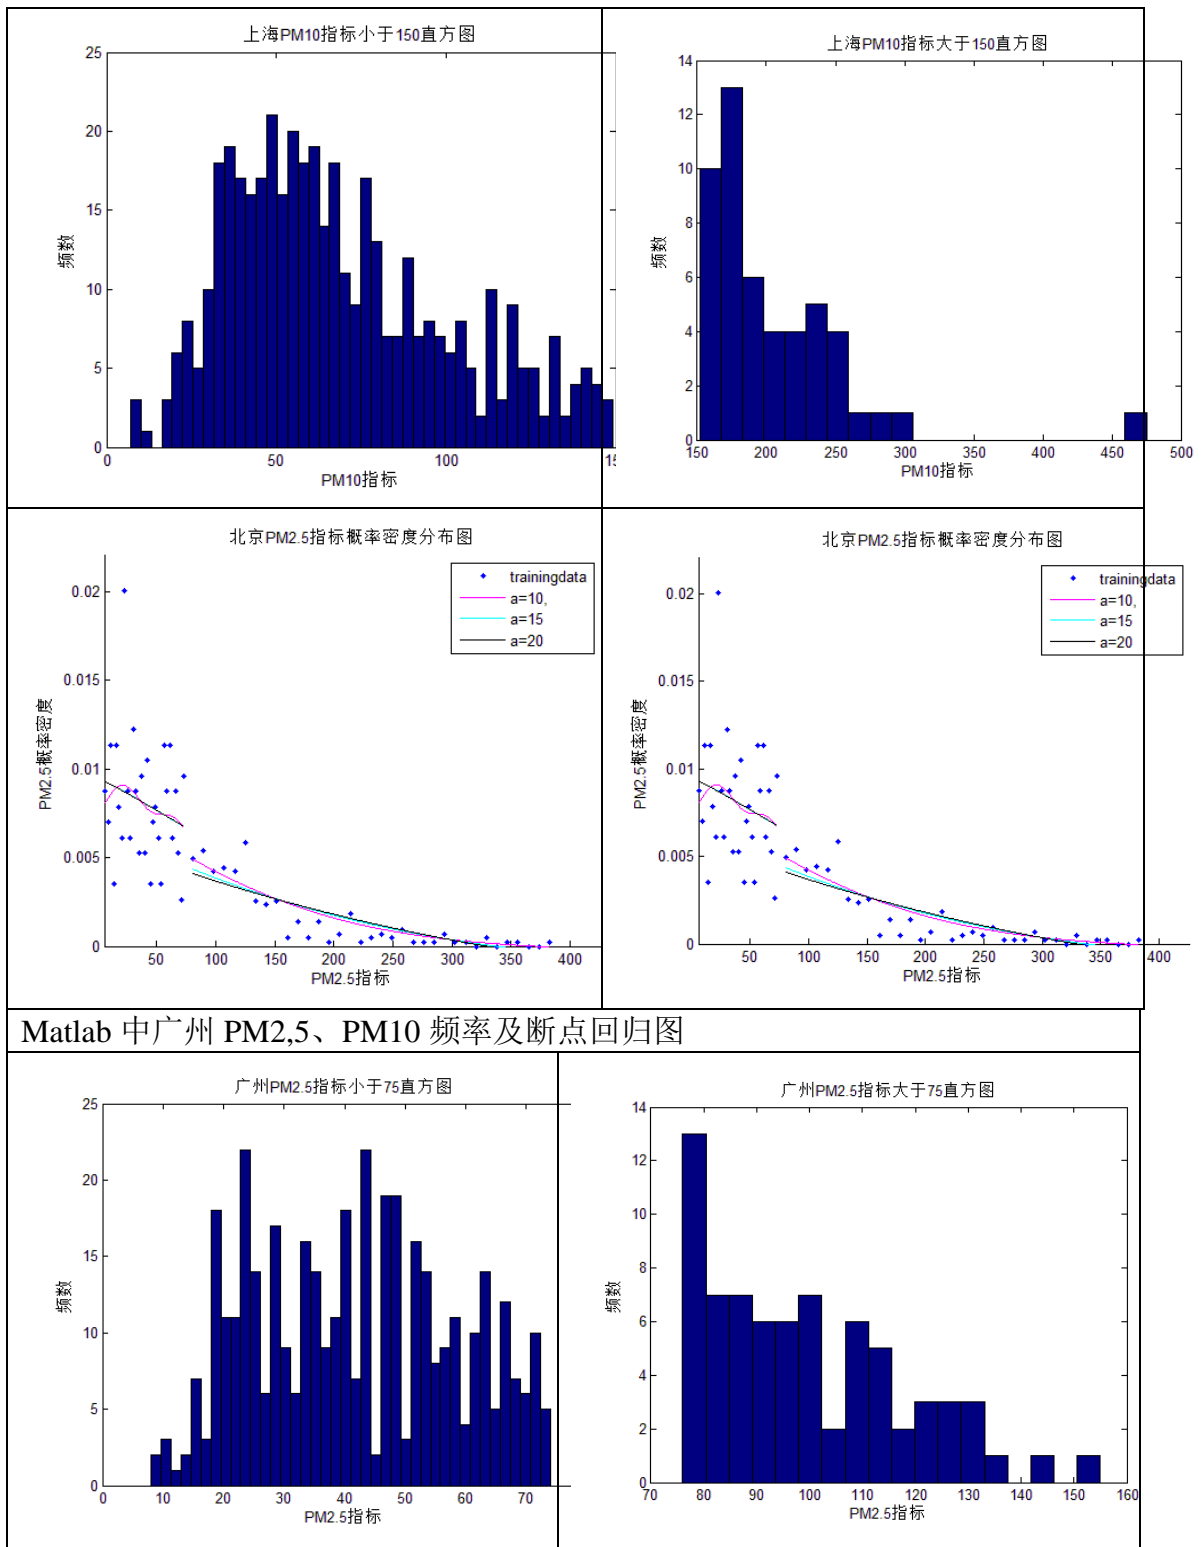 上海PM10指标小于150直方图
25
20
15
10
5
0
频数
0 50 100 15
PM10指标
上海PM10指标大于150直方图
14
12
10
8
6
4
2
0
频数
150 200 250 300 350 400 450 500
PM10指标
北京PM2.5指标概率密度分布图
trainingdata
a=10,
a=15
a=20
0.02
0.015
0.01
0.005
0
PM2.5概率密度
50 100 150 200 250 300 350 400
PM2.5指标
北京PM2.5指标概率密度分布图
trainingdata
a=10,
a=15
a=20
0.02
0.015
0.01
0.005
0
PM2.5概率密度
50 100 150 200 250 300 350 400
PM2.5指标
Matlab 中广州 PM2,5、PM10 频率及断点回归图
广州PM2.5指标小于75直方图
25
20
15
10
5
0
频数
0 10 20 30 40 50 60 70
PM2.5指标
广州PM2.5指标大于75直方图
14
12
10
8
6
4
2
0
频数
70 80 90 100 110 120 130 140 150 160
PM2.5指标